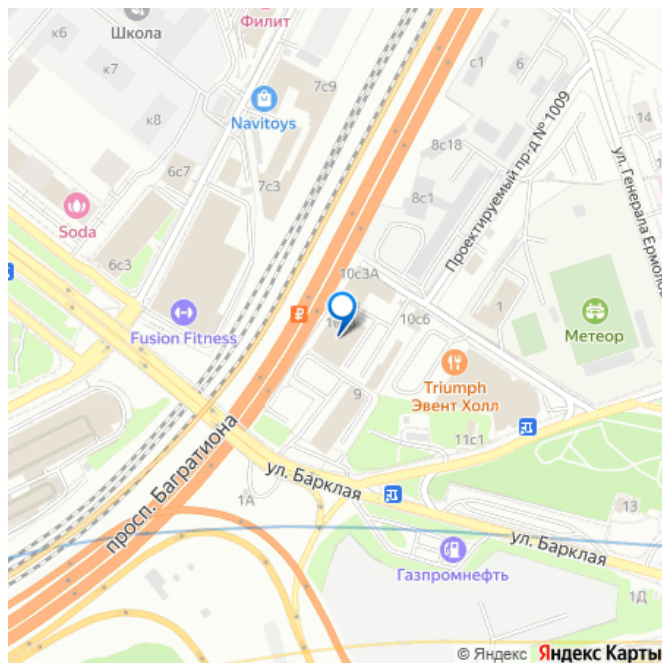 Филит
к6
Школа
7с9
с1
6
к7
Navitoys
Проектируемый пр-д № 1009
14
к8
8с18
ул. Генерала Ермоло
6с7
7с3
8с1
Soda
6с3
10с3А
10с6
1
Метеор
Fusion Fitness
Triumph
Эвент Холл
9
11с1
просп. Багратиона
ул. Барклая
1А
13
ул. Барклая
Газпромнефть
1Д
© Яндекс Яндекс Карты